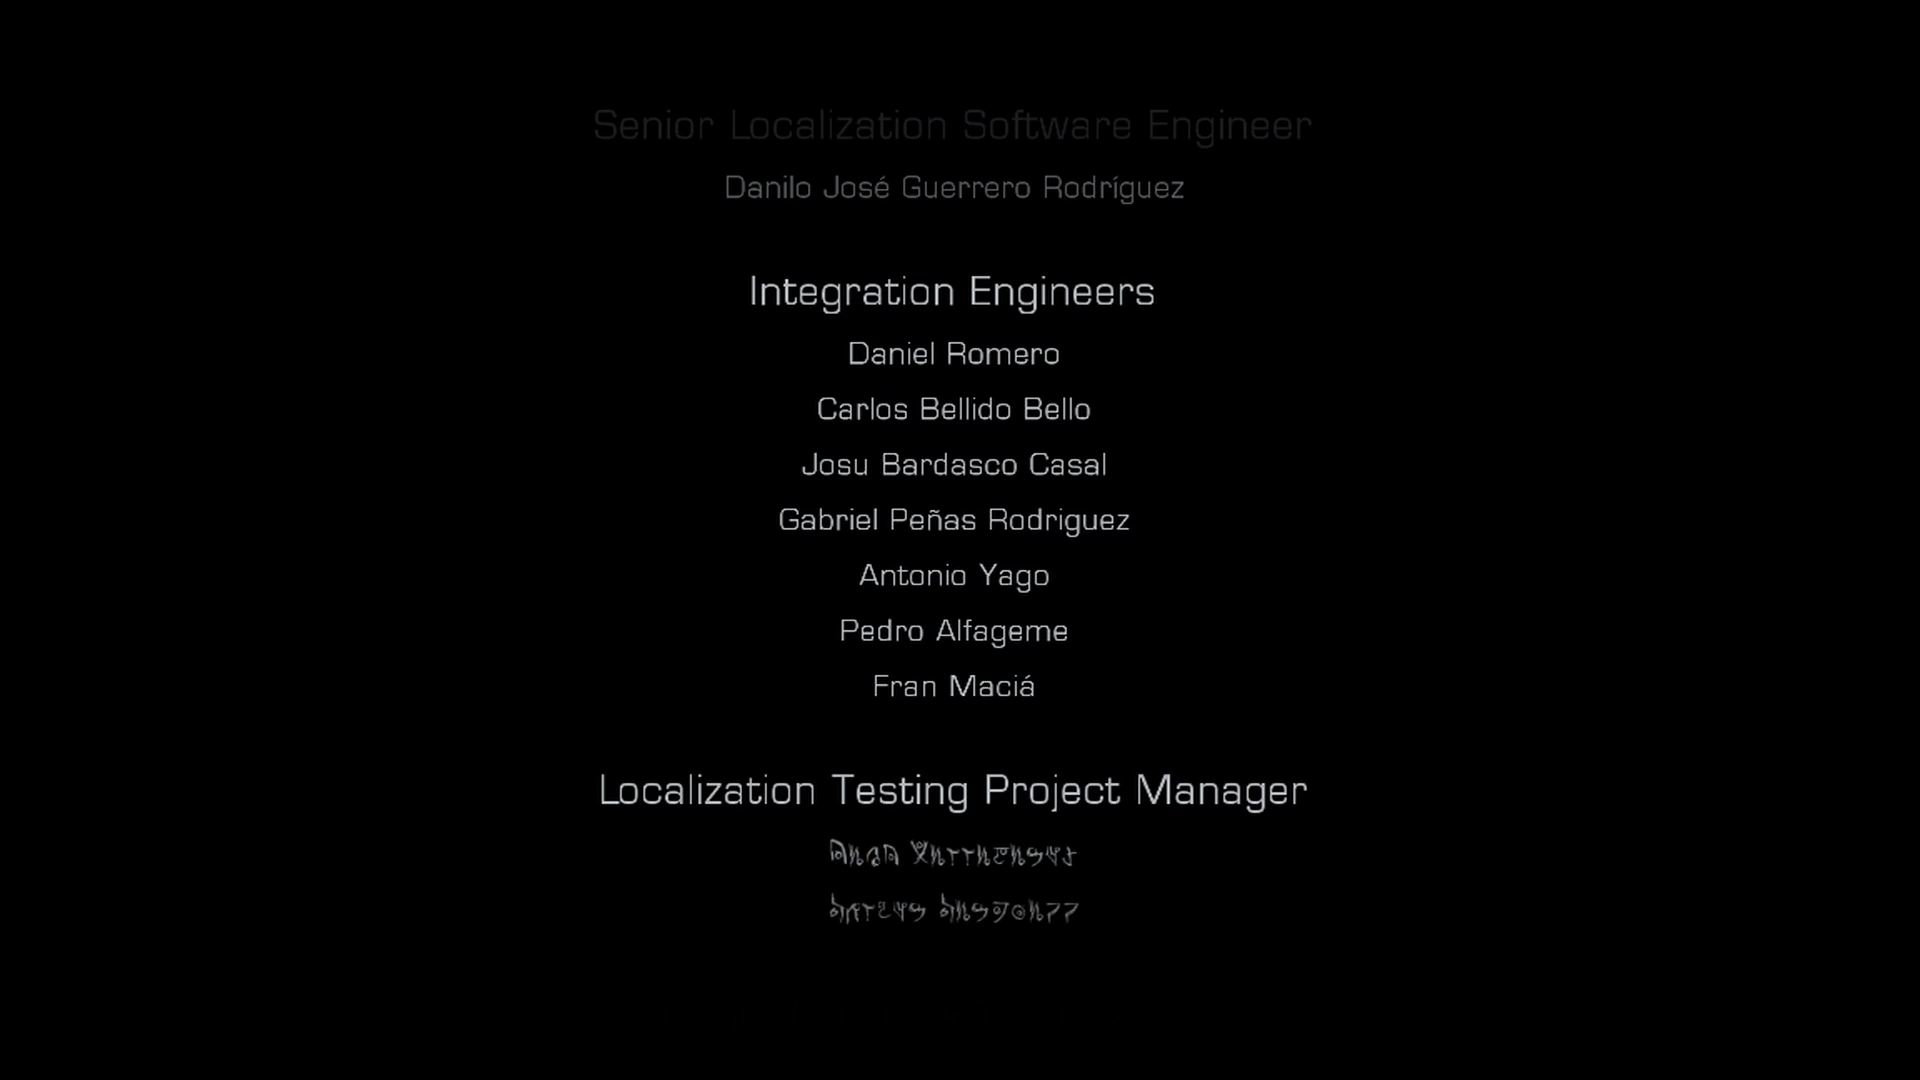 Senior Localization Software Engineer
Danilo José Guerrero Rodríguez
Integration Engineers
Daniel Romero
Carlos Bellido Bello
Josu Bardasco Casal
Gabriel Peñas Rodriguez
Antonio Yago
Pedro Alfageme
Fran Maciá
Localization Testing Project Manager